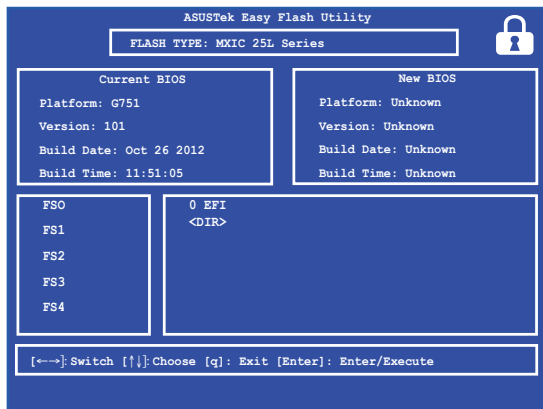 ASUSTek Easy Flash Utility
FLASH TYPE: MXIC 25L Series
Current BIOS
Platform: G751
Version: 101
Build Date: Oct 26 2012
Build Time: 11:51:05
New BIOS
Platform: Unknown
Version: Unknown
Build Date: Unknown
Build Time: Unknown
FSO
FS1
FS2
FS3
FS4
0 EFI
<DIR>
[←→]: Switch [↑↓]: Choose [q]: Exit [Enter]: Enter/Execute